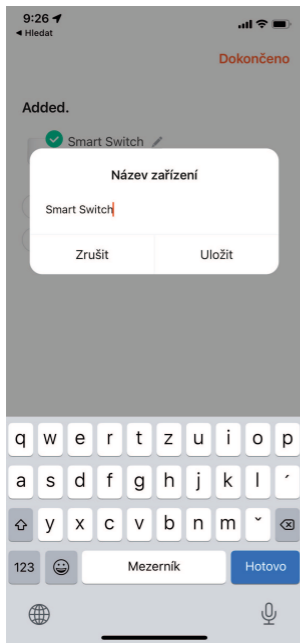 9:26
◀ Hledat
Dokončeno
Added.
Smart Switch
Název zařízení
Smart Switch
Zrušit
Uložit
q w e r t z u i o p
a s d f g h j k l ´
y x c v b n m ˇ
123
Mezerník
Hotovo